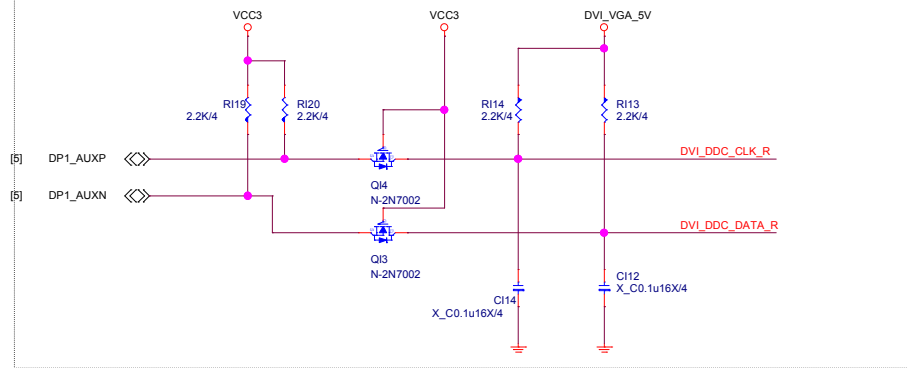 VCC3
VCC3
DVI_VGA_5V
RI19
2.2K/4
RI20
2.2K/4
RI14
2.2K/4
RI13
2.2K/4
[5] DP1_AUXP
DVI_DDC_CLK_R
QI4
N-2N7002
[5] DP1_AUXN
DVI_DDC_DATA_R
QI3
N-2N7002
CI14
X_C0.1u16X/4
CI12
X_C0.1u16X/4